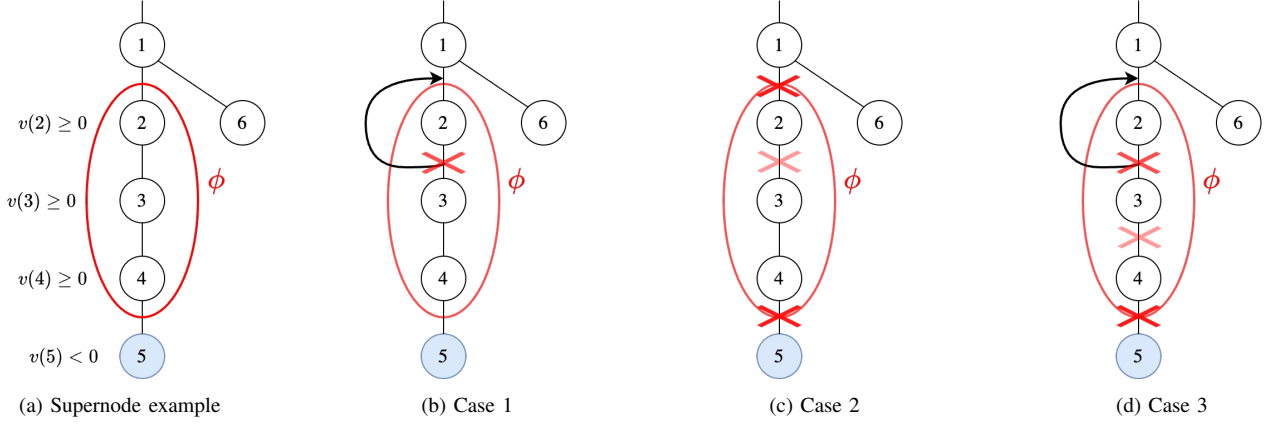 1
2
3
4
5
6
v(2) ≥ 0
v(3) ≥ 0
v(4) ≥ 0
v(5) < 0
ϕ
(a) Supernode example
1
2
3
4
5
6
ϕ
(b) Case 1
1
2
3
4
5
6
ϕ
(c) Case 2
1
2
3
4
5
6
ϕ
(d) Case 3